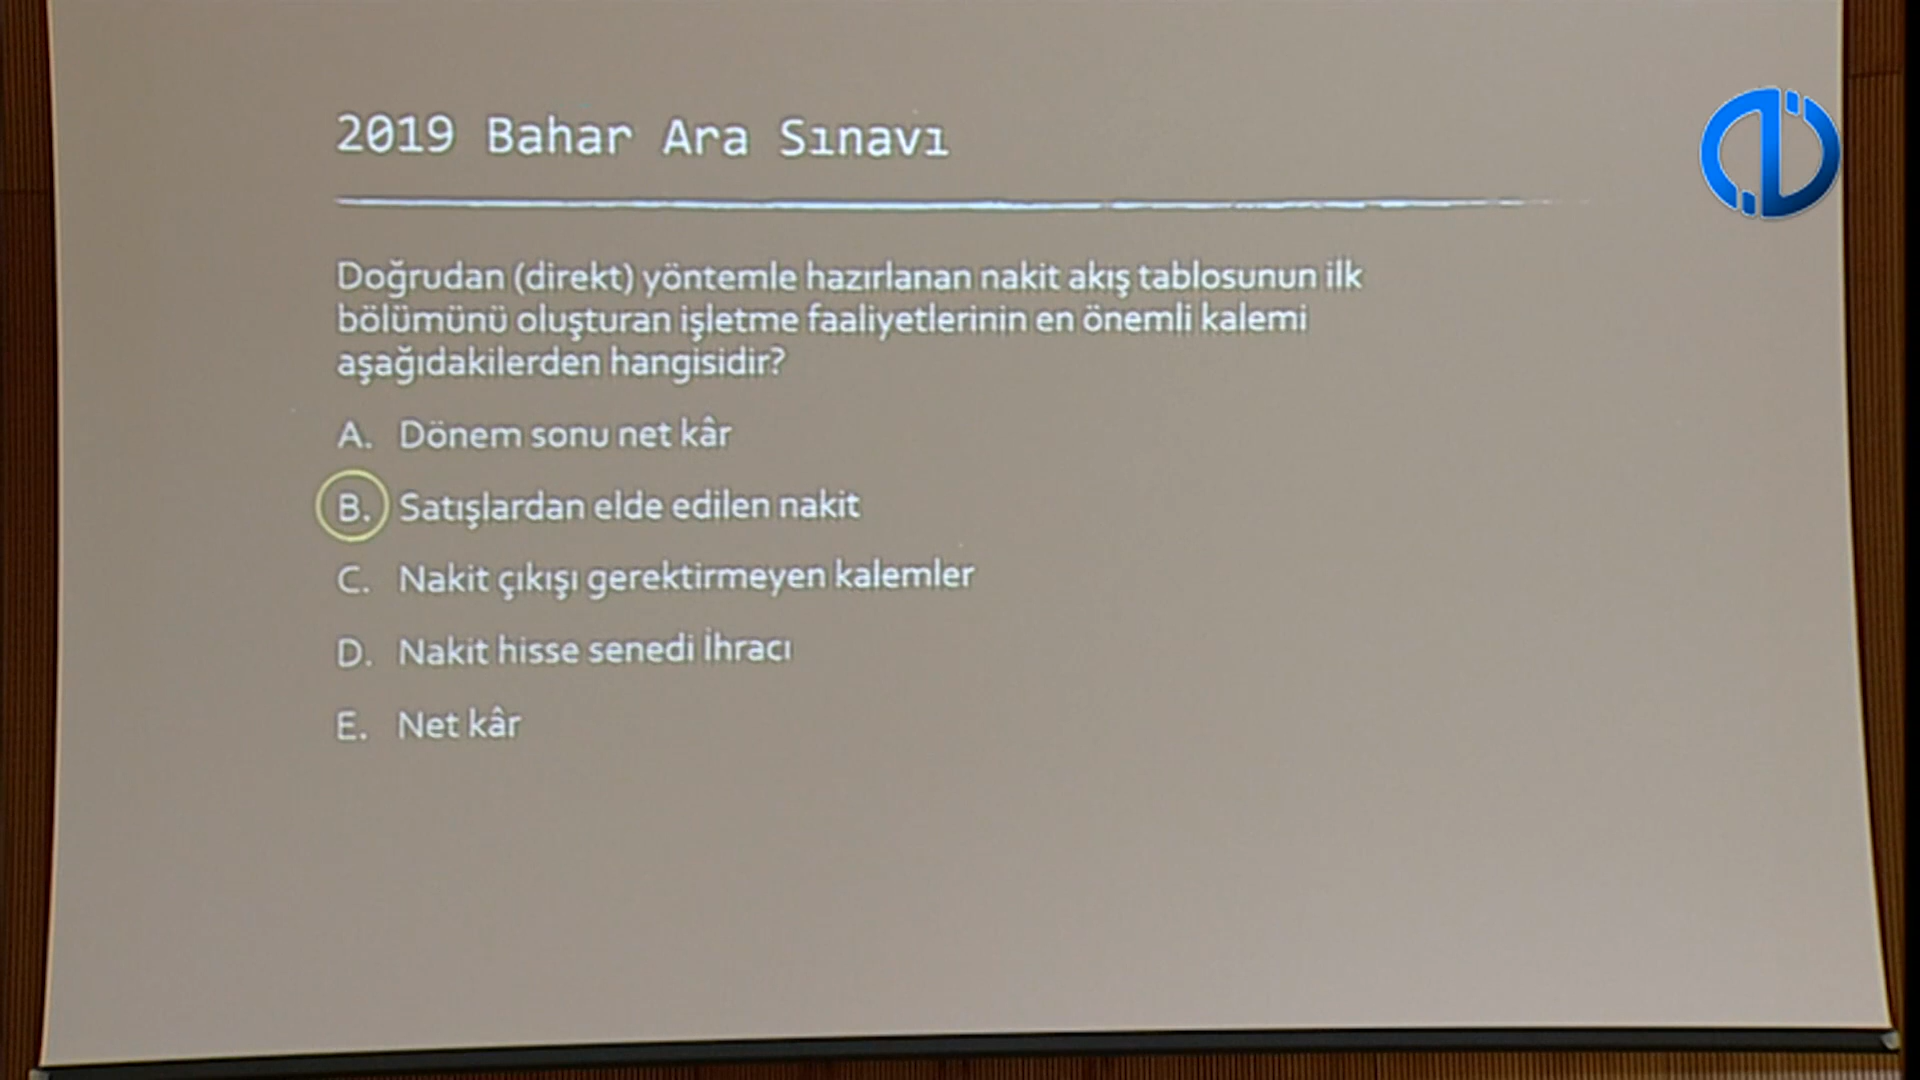 2019 Bahar Ara Sınavı
Doğrudan (direkt) yöntemle hazırlanan nakit akış tablosunun ilk
bölümünü oluşturan işletme faaliyetlerinin en önemli kalemi
aşağıdakilerden hangisidir?
A. Dönem sonu net kâr
B. Satışlardan elde edilen nakit
C. Nakit çıkışı gerektirmeyen kalemler
D. Nakit hisse senedi İhracı
E. Net kâr